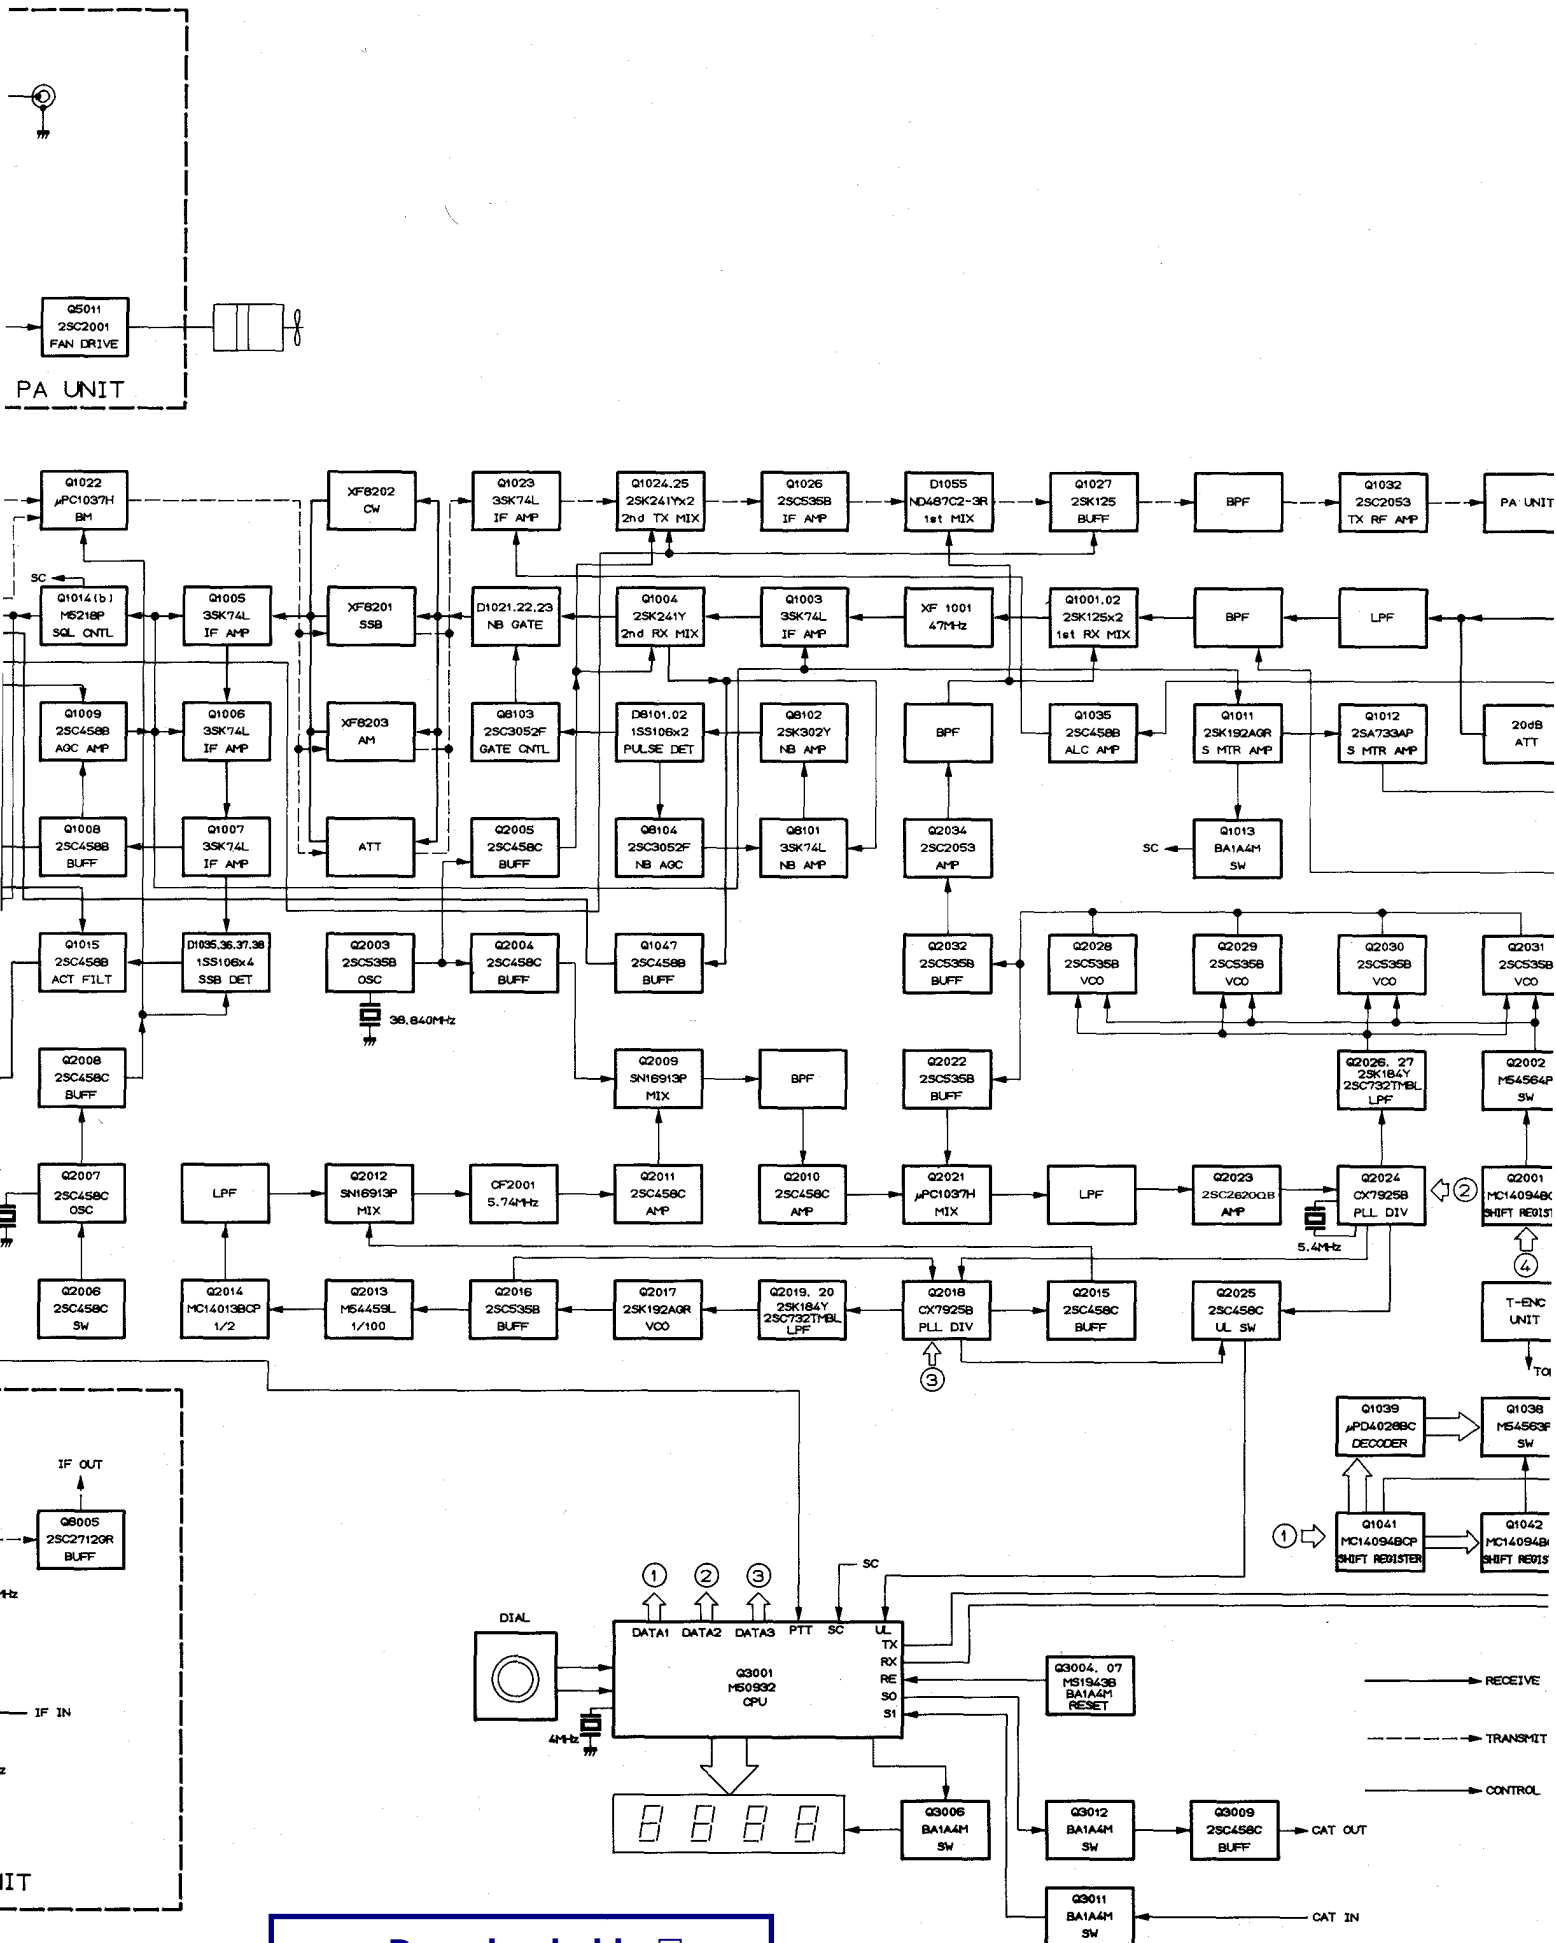 Q5011
2SC2001
FAN DRIVE
PA UNIT
Q1022
µPC1037H
BM
XF8202
CW
Q1023
3SK74L
IF AMP
Q1024.25
2SK241Yx2
2nd TX MIX
Q1026
2SC535B
IF AMP
D1055
ND487C2-3R
1st MIX
Q1027
2SK125
BUFF
BPF
Q1032
2SC2053
TX RF AMP
PA UNIT
SC
Q1014(b)
M5218P
SQL CNTL
Q1005
3SK74L
IF AMP
XF8201
SSB
D1021.22.23
NB GATE
Q1004
2SK241Y
2nd RX MIX
Q1003
3SK74L
IF AMP
XF 1001
47MHz
Q1001.02
2SK125x2
1st RX MIX
BPF
LPF
Q1009
2SC458B
AGC AMP
Q1006
3SK74L
IF AMP
XF8203
AM
Q8103
2SC3052F
GATE CNTL
D8101.02
1SS106x2
PULSE DET
Q8102
2SK302Y
NB AMP
BPF
Q1035
2SC458B
ALC AMP
Q1011
2SK192AGR
S MTR AMP
Q1012
2SA733AP
S MTR AMP
20dB
ATT
Q1008
2SC458B
BUFF
Q1007
3SK74L
IF AMP
ATT
Q2005
2SC458C
BUFF
Q8104
2SC3052F
NB AGC
Q8101
3SK74L
NB AMP
Q2034
2SC2053
AMP
SC
Q1013
BA1A4M
SW
Q1015
2SC458B
ACT FILT
D1035.36.37.38
1SS106x4
SSB DET
Q2003
2SC535B
OSC
38.840MHz
Q2004
2SC458C
BUFF
Q1047
2SC458B
BUFF
Q2032
2SC535B
BUFF
Q2028
2SC535B
VCO
Q2029
2SC535B
VCO
Q2030
2SC535B
VCO
Q2031
2SC535B
VCO
Q2008
2SC458C
BUFF
Q2009
SN16913P
MIX
BPF
Q2022
2SC535B
BUFF
Q2026. 27
2SK184Y
2SC732TMBL
LPF
Q2002
M54564P
SW
Q2007
2SC458C
OSC
LPF
Q2012
SN16913P
MIX
CF2001
5.74MHz
Q2011
2SC458C
AMP
Q2010
2SC458C
AMP
Q2021
µPC1037H
MIX
LPF
Q2023
2SC2620QB
AMP
Q2024
CX7925B
PLL DIV
5.4MHz
②
Q2001
MC14094BC
SHIFT REGIST
④
Q2006
2SC458C
SW
Q2014
MC14013BCP
1/2
Q2013
M54459L
1/100
Q2016
2SC535B
BUFF
Q2017
2SK192AGR
VCO
Q2019. 20
2SK184Y
2SC732TMBL
LPF
Q2018
CX7925B
PLL DIV
③
Q2015
2SC458C
BUFF
Q2025
2SC458C
UL SW
T-ENC
UNIT
Q1039
µPD4028BC
DECODER
Q1038
M54563P
SW
IF OUT
Q8005
2SC2712GR
BUFF
①
Q1041
MC14094BCP
SHIFT REGISTER
Q1042
MC14094B
SHIFT REGIS
Hz
① ② ③
SC
DIAL
DATA1 DATA2 DATA3 PTT SC UL
TX
RX
RE
SO
S1
Q3001
M50932
CPU
4MHz
Q3004. 07
MS1943B
BA1A4M
RESET
RECEIVE
IF IN
TRANSMIT
z
CONTROL
8 8 8 8
Q3006
BA1A4M
SW
Q3012
BA1A4M
SW
Q3009
2SC458C
BUFF
CAT OUT
IIT
Q3011
BA1A4M
SW
CAT IN